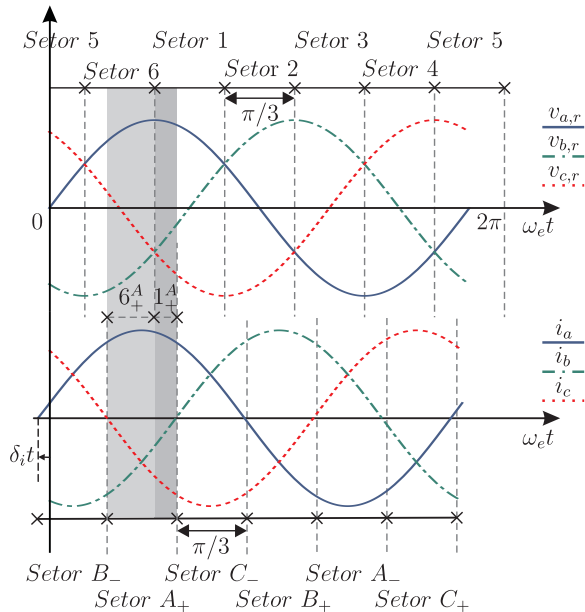 Setor 5 Setor 1 Setor 3 Setor 5
Setor 6 Setor 2 Setor 4
π/3
v_{a,r}
v_{b,r}
v_{c,r}
0
2π
ω_e t
6_+^A 1_+^A
i_a
i_b
i_c
ω_e t
δ_i t
π/3
Setor B_− Setor C_− Setor A_−
Setor A_+ Setor B_+ Setor C_+